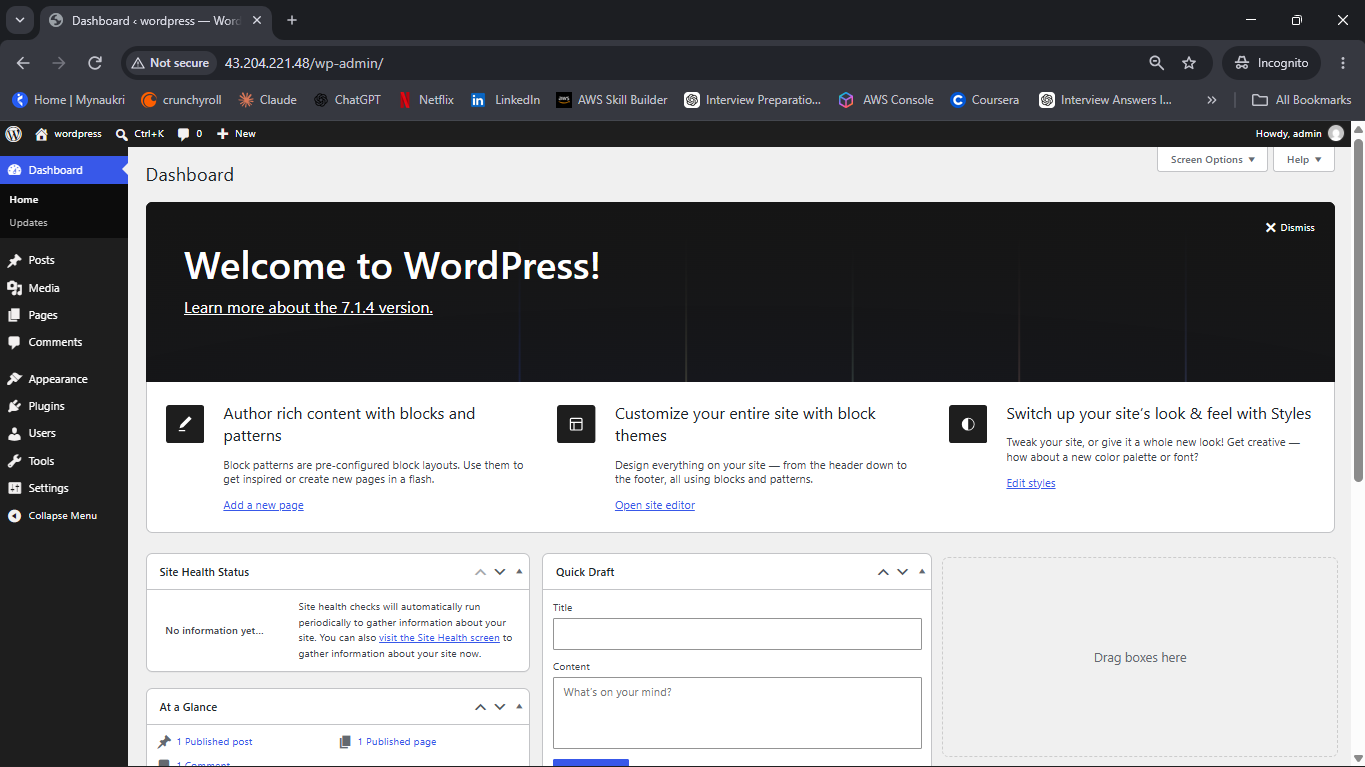 Dashboard ‹ wordpress — Word
Not secure
43.204.221.48/wp-admin/
Incognito
Home | Mynaukri
crunchyroll
Claude
ChatGPT
Netflix
LinkedIn
aws
AWS Skill Builder
Interview Preparatio...
AWS Console
Coursera
Interview Answers I...
»
All Bookmarks
wordpress
Ctrl+K
0
New
Howdy, admin
Dashboard
Home
Updates
Posts
Media
Pages
Comments
Appearance
Plugins
Users
Tools
Settings
Collapse Menu
Dashboard
Screen Options
Help
Dismiss
Welcome to WordPress!
Learn more about the 7.1.4 version.
Author rich content with blocks and
patterns
Block patterns are pre-configured block layouts. Use them to
get inspired or create new pages in a flash.
Add a new page
Customize your entire site with block
themes
Design everything on your site — from the header down to
the footer, all using blocks and patterns.
Open site editor
Switch up your site's look & feel with Styles
Tweak your site, or give it a whole new look! Get creative —
how about a new color palette or font?
Edit styles
Site Health Status
No information yet...
Site health checks will automatically run
periodically to gather information about your
site. You can also visit the Site Health screen to
gather information about your site now.
At a Glance
1 Published post
1 Published page
1 Comment
Quick Draft
Title
Content
What's on your mind?
Drag boxes here